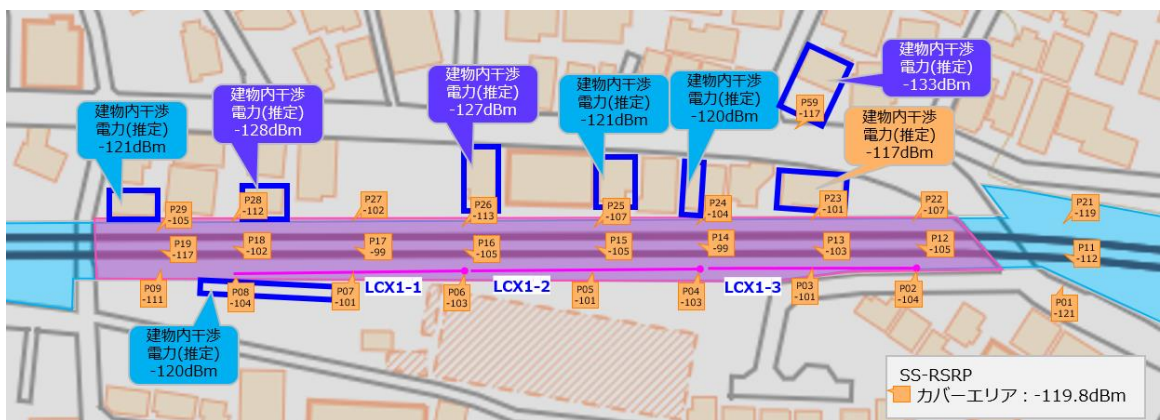 建物内干渉
電力(推定)
-133dBm
建物内干渉
電力(推定)
-127dBm
建物内干渉
電力(推定)
-121dBm
建物内干渉
電力(推定)
-120dBm
建物内干渉
電力(推定)
-128dBm
建物内干渉
電力(推定)
-117dBm
建物内干渉
電力(推定)
-121dBm
P59
-117
P29
-105
P28
-112
P27
-102
P26
-113
P25
-107
P24
-104
P23
-101
P22
-107
P21
-119
P19
-117
P18
-102
P17
-99
P16
-105
P15
-105
P14
-99
P13
-103
P12
-105
P11
-112
P09
-111
P08
-104
P07
-101
LCX1-1
P06
-103
LCX1-2
P05
-101
P04
-103
LCX1-3
P03
-101
P02
-104
P01
-121
建物内干渉
電力(推定)
-120dBm
SS-RSRP
カバーエリア：-119.8dBm